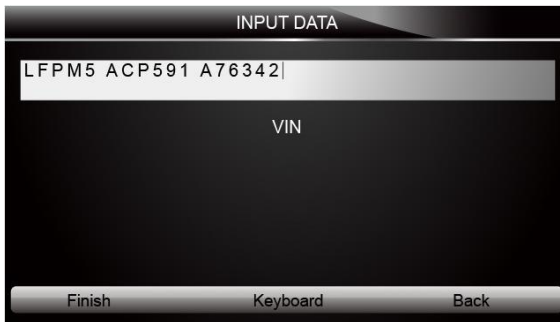 INPUT DATA
LFPM5 ACP591 A76342
VIN
Finish Keyboard Back